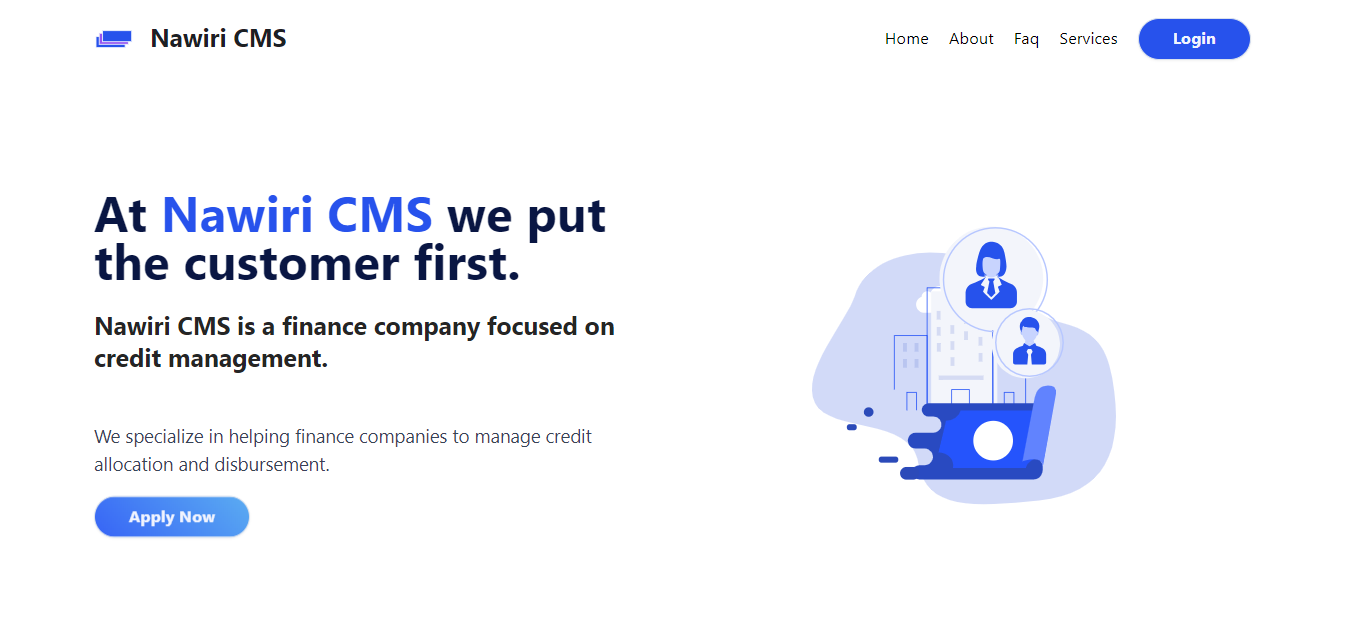 Nawiri CMS
Home
About
Faq
Services
Login
At Nawiri CMS we put
the customer first.
Nawiri CMS is a finance company focused on
credit management.
We specialize in helping finance companies to manage credit
allocation and disbursement.
Apply Now